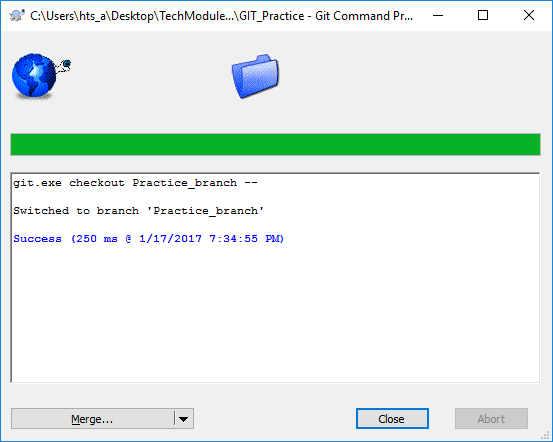 C:\Users\hts_a\Desktop\TechModule...\GIT_Practice - Git Command Pr...
git.exe checkout Practice_branch --
Switched to branch 'Practice_branch'
Success (250 ms @ 1/17/2017 7:34:55 PM)
Merge...
Close
Abort